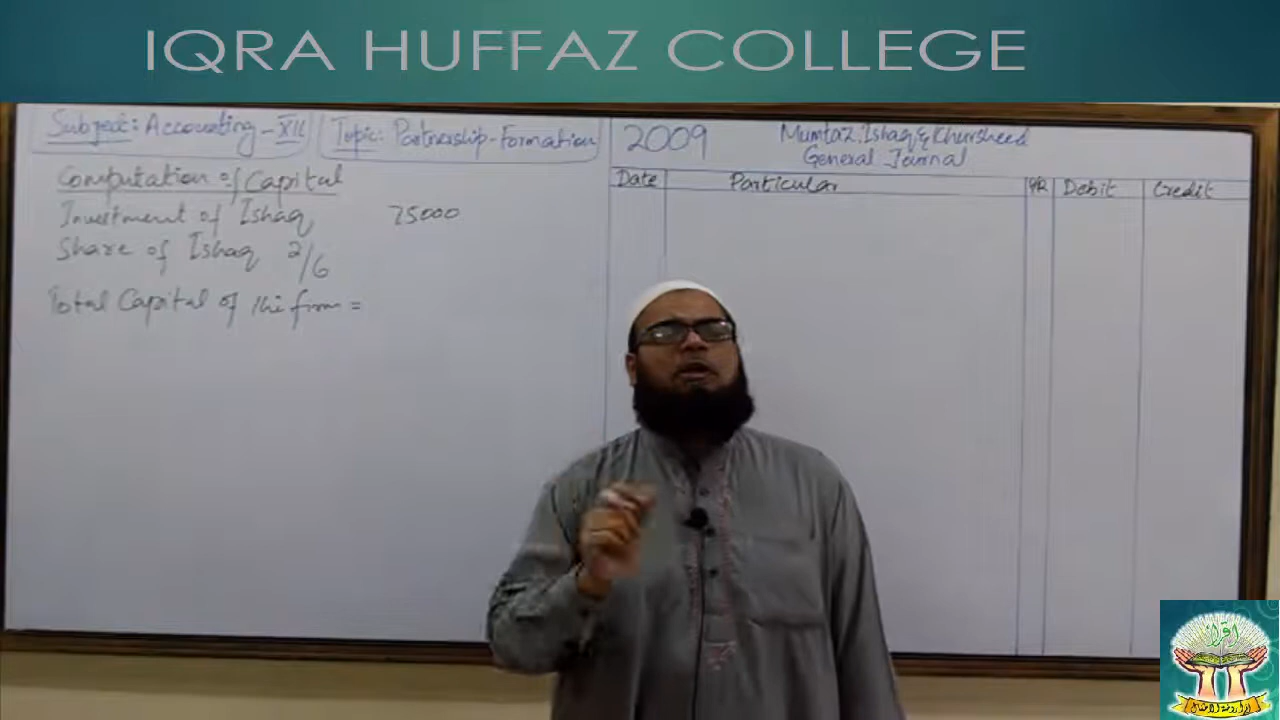 IQRA HUFFAZ COLLEGE
Subject: Accounting-XII
Topic: Partnership-Formation
Computation of Capital
Investment of Ishaq 75000
Share of Ishaq 2/6
Total Capital of the firm =
2009
Mumtaz, Ishaq & Khursheed
General Journal
Date Particular P/R Debit Credit
اقرأ